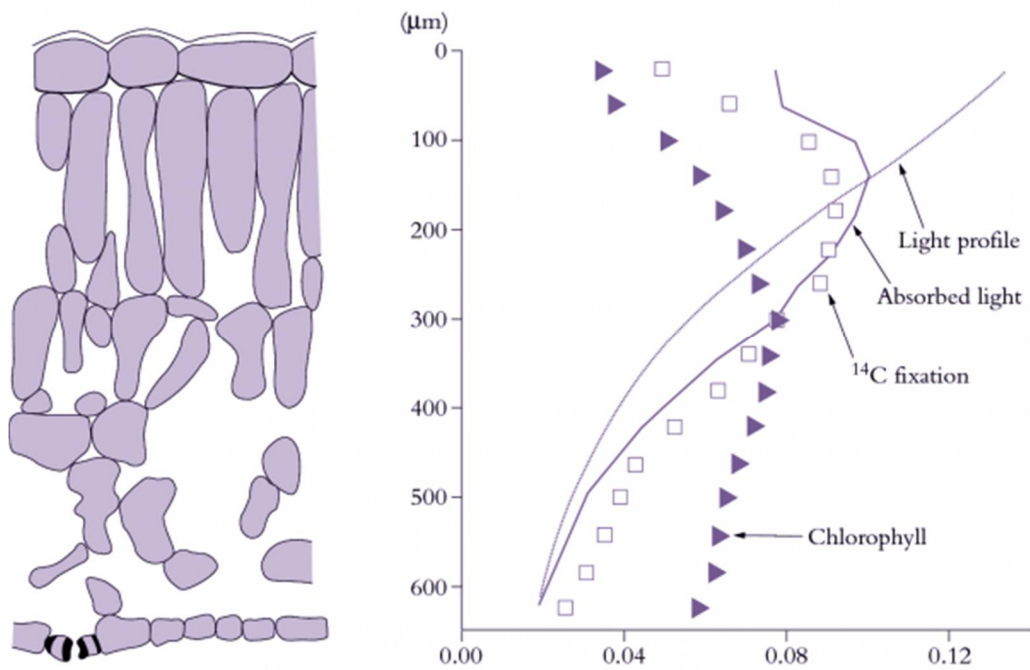 (μm)
0
100
200
300
400
500
600
Light profile
Absorbed light
¹⁴C fixation
Chlorophyll
0.00 0.04 0.08 0.12